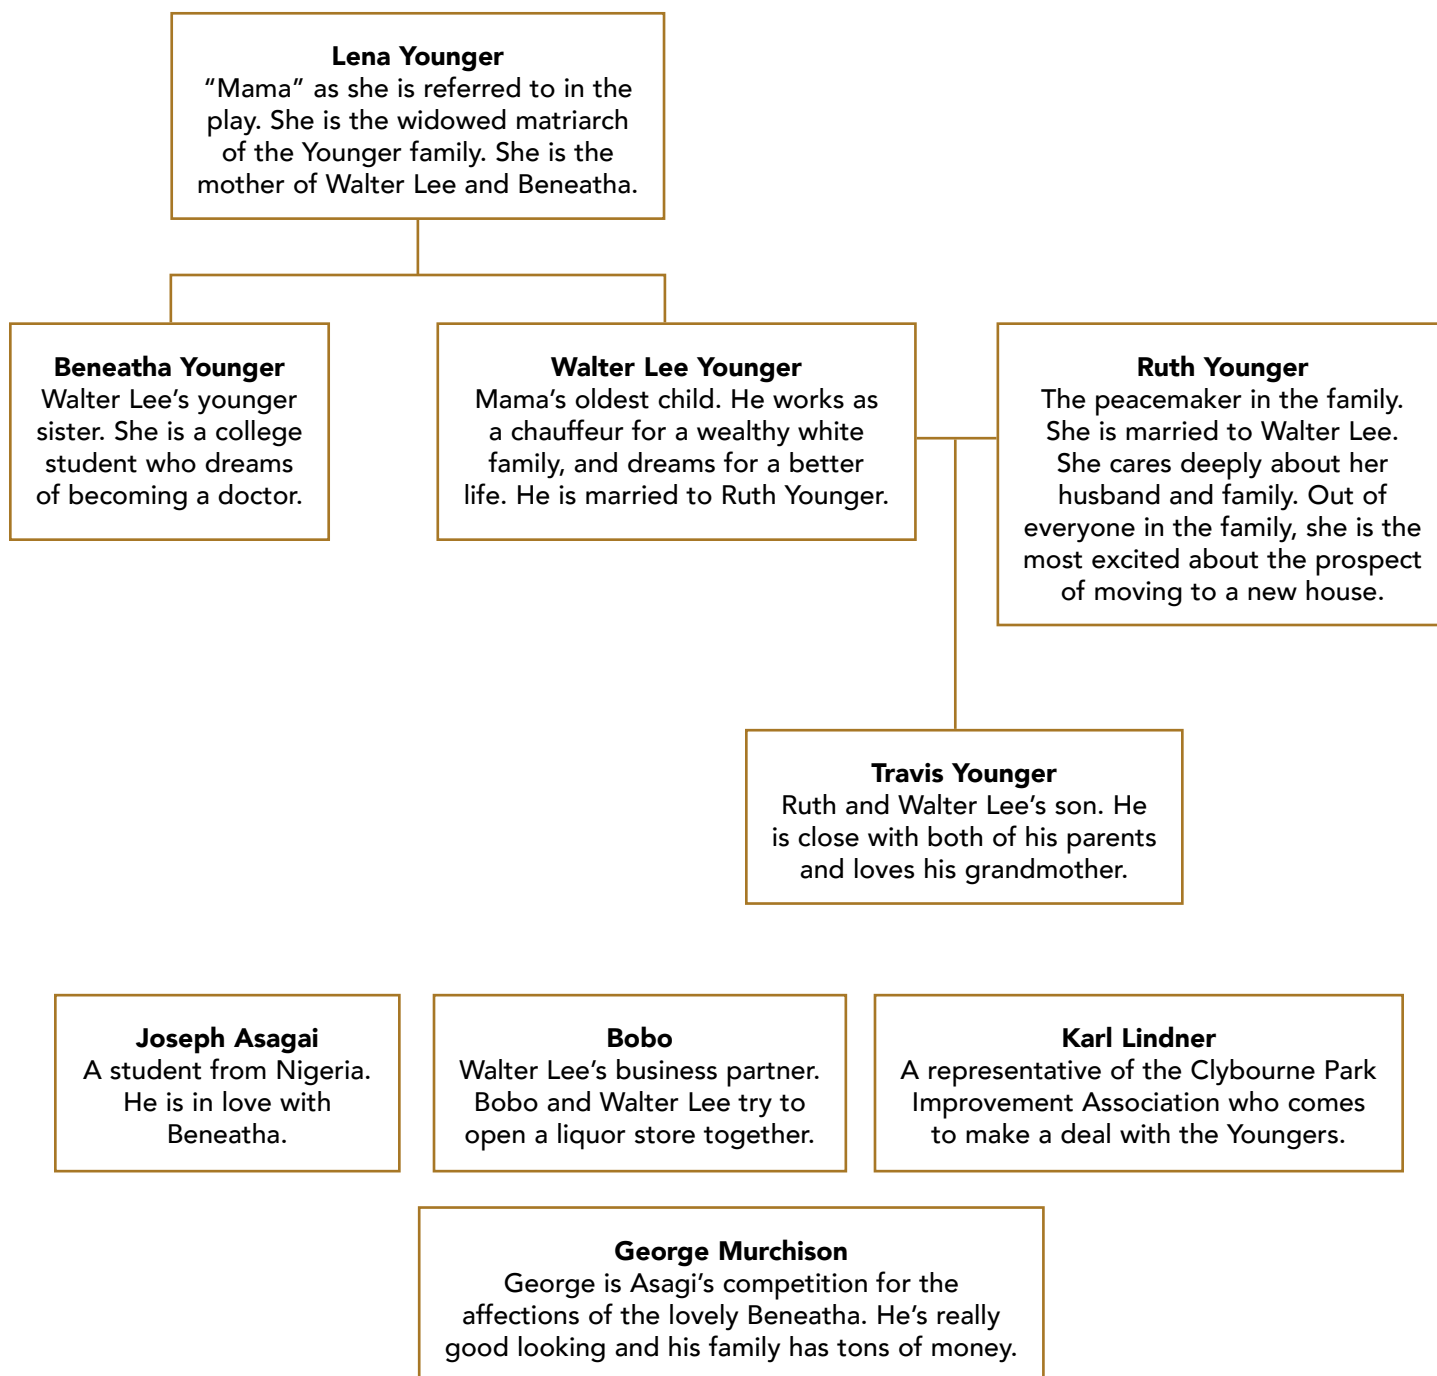 Lena Younger
“Mama” as she is referred to in the
play. She is the widowed matriarch
of the Younger family. She is the
mother of Walter Lee and Beneatha.
Beneatha Younger
Walter Lee’s younger
sister. She is a college
student who dreams
of becoming a doctor.
Walter Lee Younger
Mama’s oldest child. He works as
a chauffeur for a wealthy white
family, and dreams for a better
life. He is married to Ruth Younger.
Ruth Younger
The peacemaker in the family.
She is married to Walter Lee.
She cares deeply about her
husband and family. Out of
everyone in the family, she is the
most excited about the prospect
of moving to a new house.
Travis Younger
Ruth and Walter Lee’s son. He
is close with both of his parents
and loves his grandmother.
Joseph Asagai
A student from Nigeria.
He is in love with
Beneatha.
Bobo
Walter Lee’s business partner.
Bobo and Walter Lee try to
open a liquor store together.
Karl Lindner
A representative of the Clybourne Park
Improvement Association who comes
to make a deal with the Youngers.
George Murchison
George is Asagi’s competition for the
affections of the lovely Beneatha. He’s really
good looking and his family has tons of money.